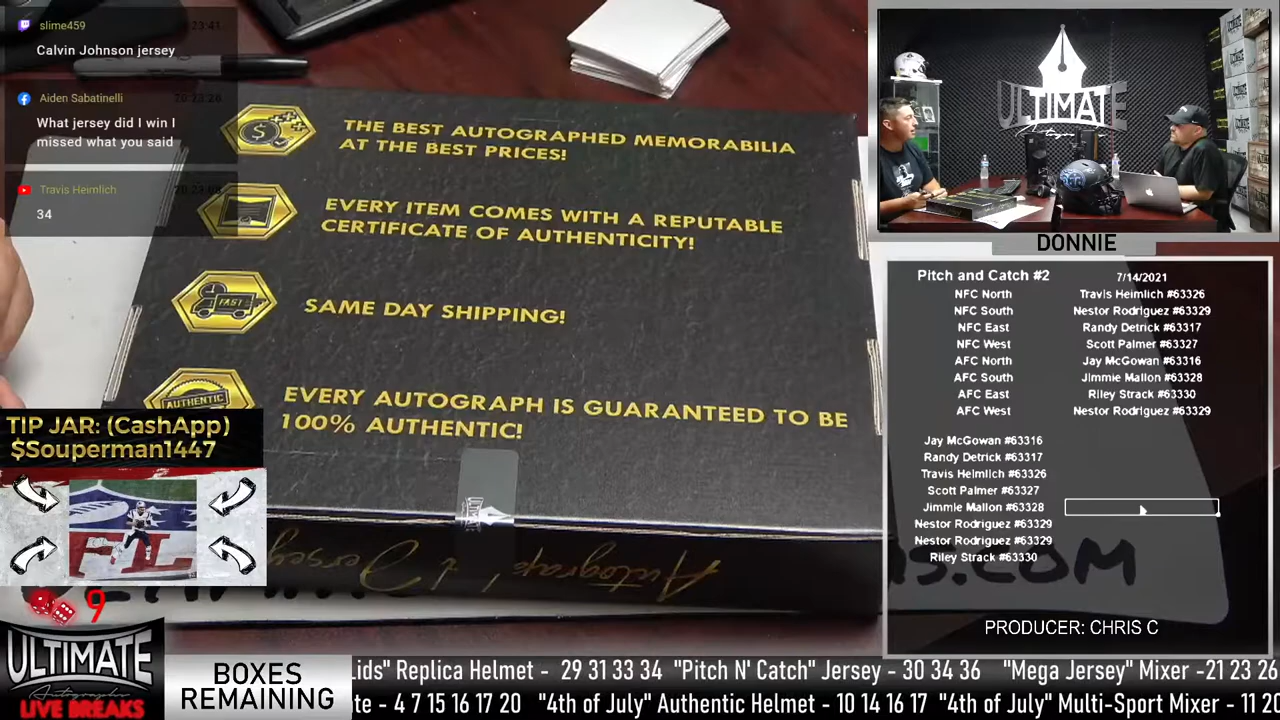 slime459
23:41
Calvin Johnson jersey
Aiden Sabatinelli
20:23:26
What jersey did I win I
missed what you said
Travis Heimlich
34
THE BEST AUTOGRAPHED MEMORABILIA
AT THE BEST PRICES!
EVERY ITEM COMES WITH A REPUTABLE
CERTIFICATE OF AUTHENTICITY!
FAST
SAME DAY SHIPPING!
AUTHENTIC
EVERY AUTOGRAPH IS GUARANTEED TO BE
100% AUTHENTIC!
TIP JAR: (CashApp)
$Souperman1447
9
ULTIMATE
Autographs
LIVE BREAKS
ULTIMATE
DONNIE
Pitch and Catch #2 7/14/2021
NFC North Travis Heimlich #63326
NFC South Nestor Rodriguez #63329
NFC East Randy Detrick #63317
NFC West Scott Palmer #63327
AFC North Jay McGowan #63316
AFC South Jimmie Mallon #63328
AFC East Riley Strack #63330
AFC West Nestor Rodriguez #63329
Jay McGowan #63316
Randy Detrick #63317
Travis Heimlich #63326
Scott Palmer #63327
Jimmie Mallon #63328
Nestor Rodriguez #63329
Nestor Rodriguez #63329
Riley Strack #63330
.COM
PRODUCER: CHRIS C
BOXES
REMAINING
Lids" Replica Helmet - 29 31 33 34 "Pitch N' Catch" Jersey - 30 34 36 "Mega Jersey" Mixer -21 23 26
te - 4 7 15 16 17 20 "4th of July" Authentic Helmet - 10 14 16 17 "4th of July" Multi-Sport Mixer - 11 20